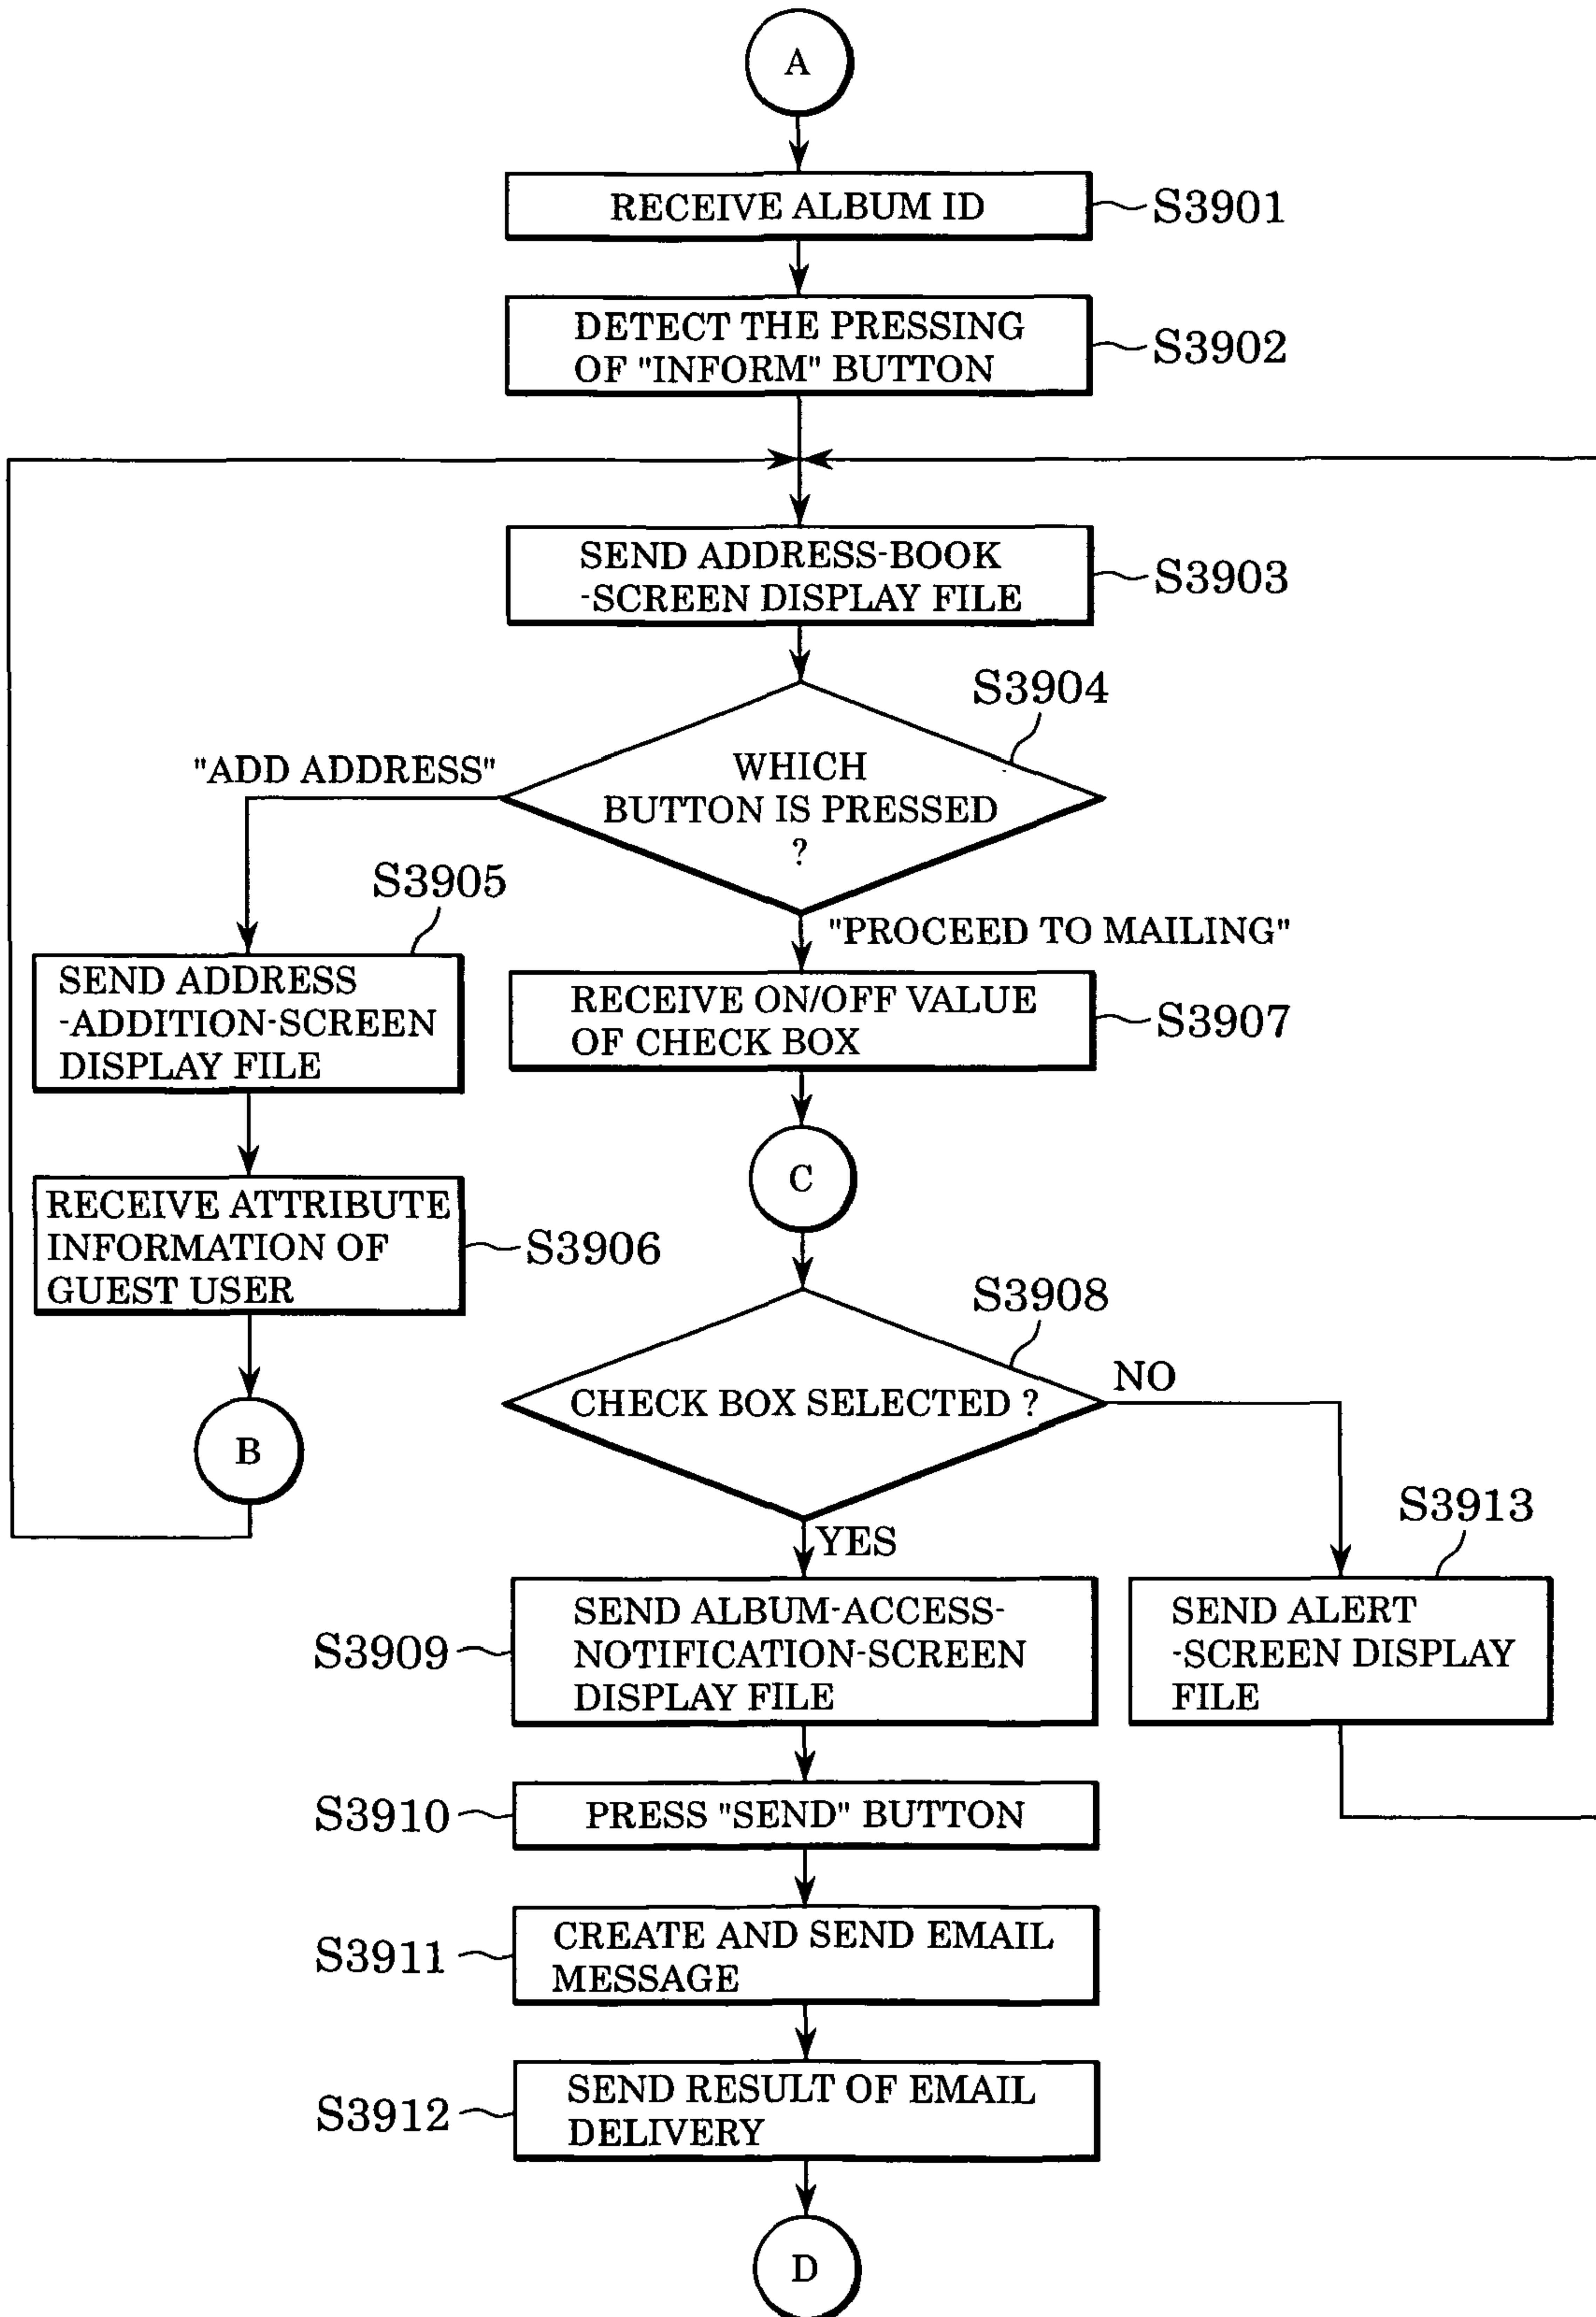 A
RECEIVE ALBUM ID
S3901
DETECT THE PRESSING
OF "INFORM" BUTTON
S3902
SEND ADDRESS-BOOK
-SCREEN DISPLAY FILE
S3903
S3904
WHICH
BUTTON IS PRESSED
?
"ADD ADDRESS"
"PROCEED TO MAILING"
S3905
SEND ADDRESS
-ADDITION-SCREEN
DISPLAY FILE
RECEIVE ON/OFF VALUE
OF CHECK BOX
S3907
RECEIVE ATTRIBUTE
INFORMATION OF
GUEST USER
S3906
C
B
S3908
CHECK BOX SELECTED ?
NO
YES
S3913
SEND ALERT
-SCREEN DISPLAY
FILE
S3909
SEND ALBUM-ACCESS-
NOTIFICATION-SCREEN
DISPLAY FILE
S3910
PRESS "SEND" BUTTON
S3911
CREATE AND SEND EMAIL
MESSAGE
S3912
SEND RESULT OF EMAIL
DELIVERY
D